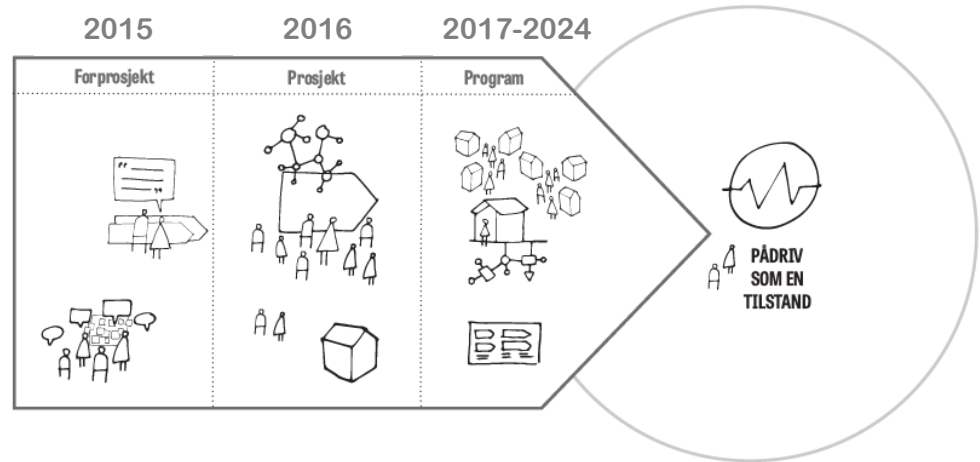 2015
2016
2017-2024
Forprosjekt
Prosjekt
Program
PÅDRIV
SOM EN
TILSTAND